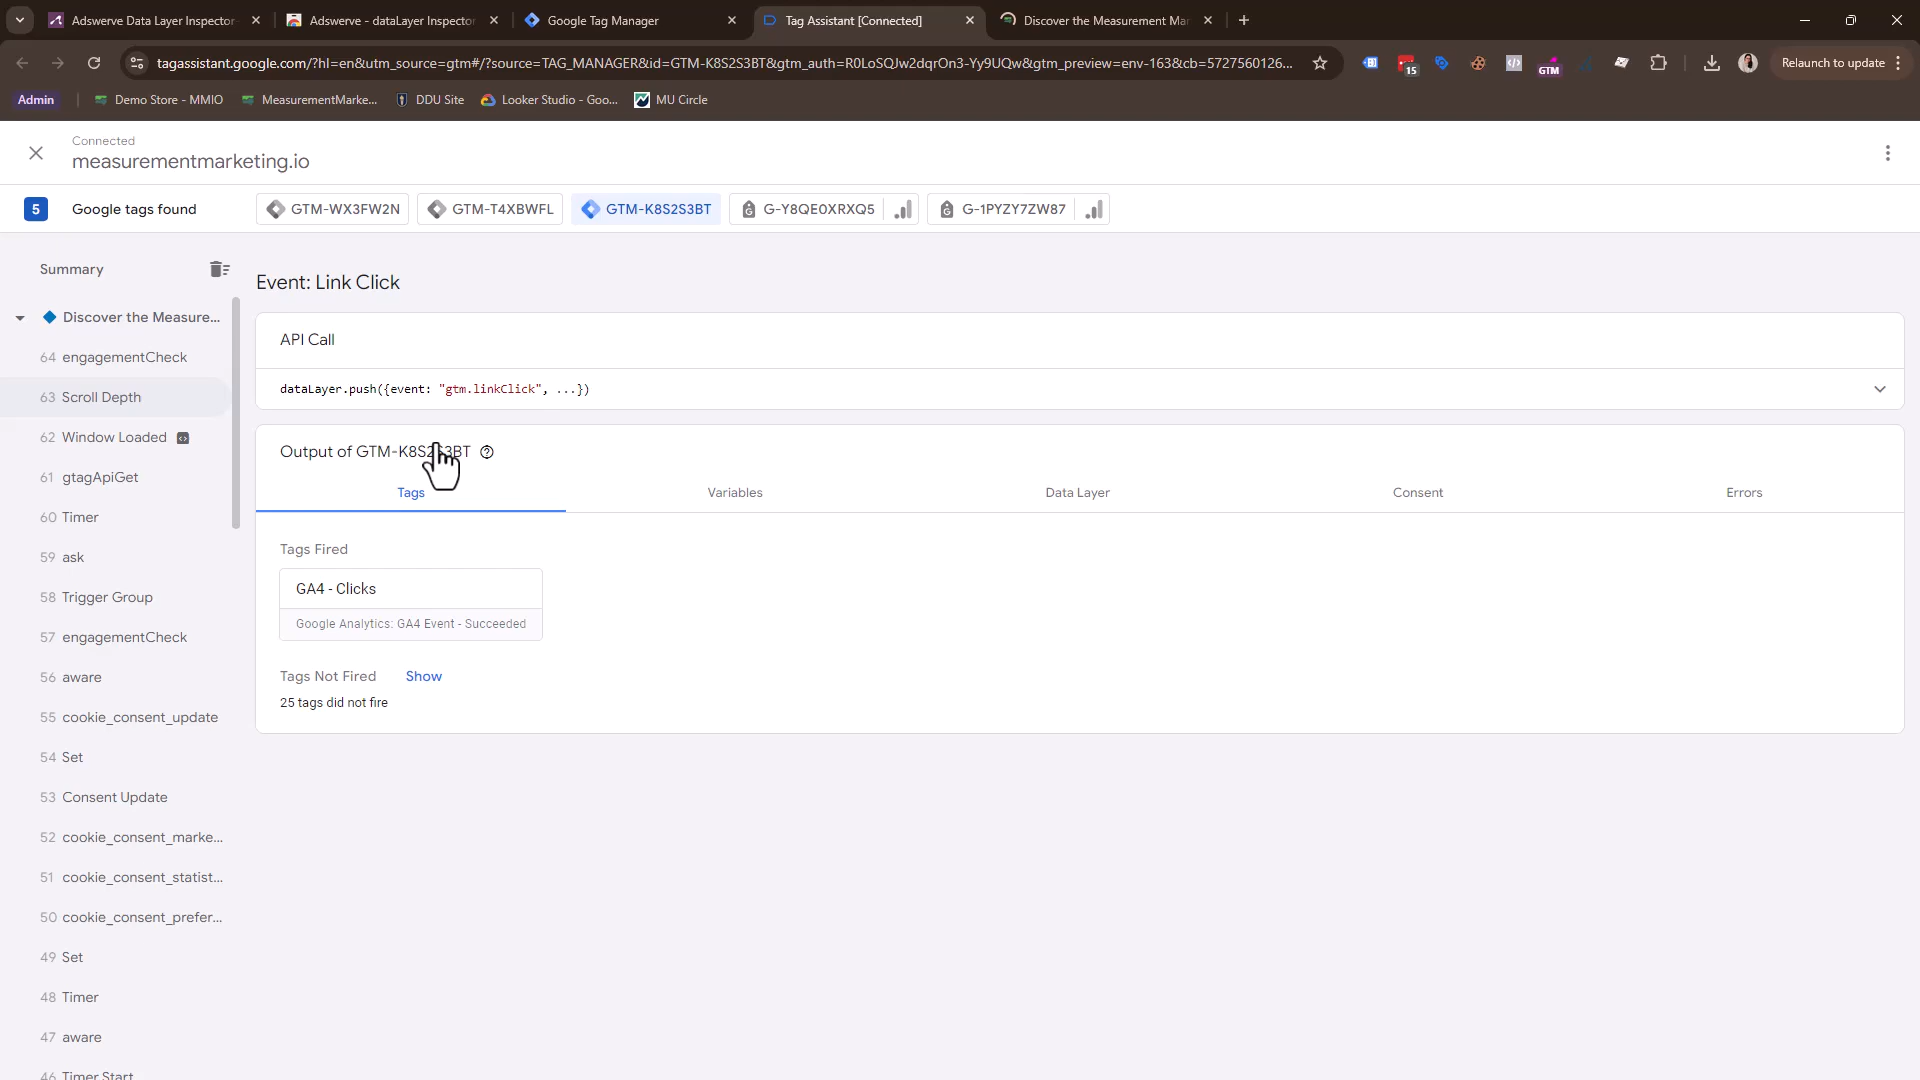 Adswerve Data Layer Inspector
Adswerve - dataLayer Inspector
Google Tag Manager
Tag Assistant [Connected]
Discover the Measurement Mar
tagassistant.google.com/?hl=en&utm_source=gtm#/?source=TAG_MANAGER&id=GTM-K8S2S3BT&gtm_auth=R0LoSQJw2dqrOn3-Yy9UQw&gtm_preview=env-163&cb=5727560126...
15
GTM
Relaunch to update
Admin
Demo Store - MMIO
MeasurementMarke...
DDU Site
Looker Studio - Goo...
MU Circle
Connected
measurementmarketing.io
5
Google tags found
GTM-WX3FW2N
GTM-T4XBWFL
GTM-K8S2S3BT
G-Y8QE0XRXQ5
G-1PYZY7ZW87
Summary
Discover the Measure...
64 engagementCheck
63 Scroll Depth
62 Window Loaded
61 gtagApiGet
60 Timer
59 ask
58 Trigger Group
57 engagementCheck
56 aware
55 cookie_consent_update
54 Set
53 Consent Update
52 cookie_consent_marke...
51 cookie_consent_statist...
50 cookie_consent_prefer...
49 Set
48 Timer
47 aware
46 Timer Start
Event: Link Click
API Call
dataLayer.push({event: "gtm.linkClick", ...})
Output of GTM-K8S2S3BT
Tags
Variables
Data Layer
Consent
Errors
Tags Fired
GA4 - Clicks
Google Analytics: GA4 Event - Succeeded
Tags Not Fired
Show
25 tags did not fire